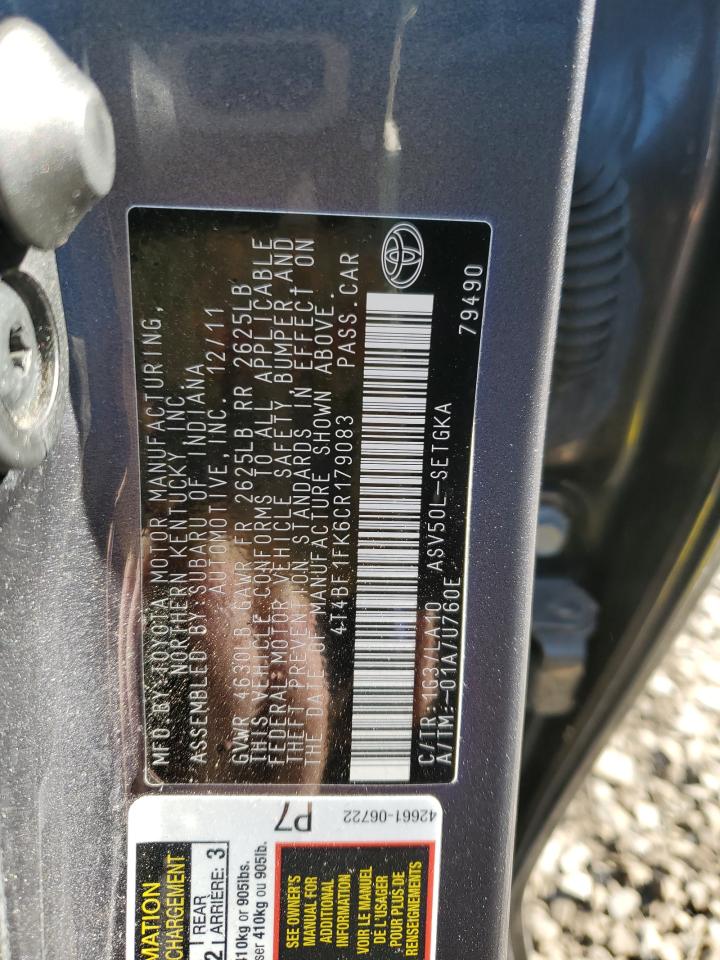 MFD BY:TOYOTA MOTOR MANUFACTURING,
NORTHERN KENTUCKY INC.
ASSEMBLED BY:SUBARU OF INDIANA
AUTOMOTIVE, INC. 12/11
GVWR 4630LB GAWR FR 2625LB RR 2625LB
THIS VEHICLE CONFORMS TO ALL APPLICABLE
FEDERAL MOTOR VEHICLE SAFETY, BUMPER, AND
THEFT PREVENTION STANDARDS IN EFFECT ON
THE DATE OF MANUFACTURE SHOWN ABOVE.
4T4BF1FK6CR179083 PASS.CAR
C/TR: 1G3/LA10 ASV50L-SETGKA
A/TM:-01A/U760E 79490
P7
42661-06722
MATION
CHARGEMENT
2 REAR
ARRIÈRE: 3
410kg or 905lbs.
ser 410kg ou 905lb.
SEE OWNER'S
MANUAL FOR
ADDITIONAL
INFORMATION
VOIR LE MANUEL
DE L'USAGER
POUR PLUS DE
RENSEIGNEMENTS